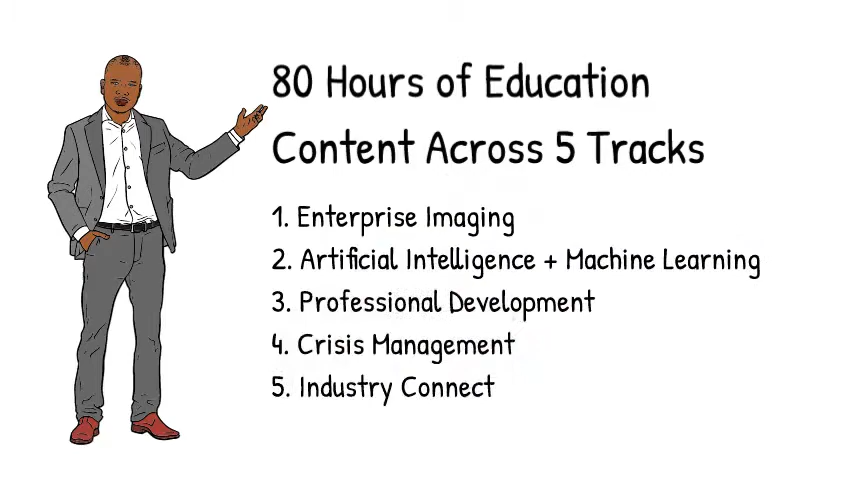 80 Hours of Education
Content Across 5 Tracks
1. Enterprise Imaging
2. Artificial Intelligence + Machine Learning
3. Professional Development
4. Crisis Management
5. Industry Connect